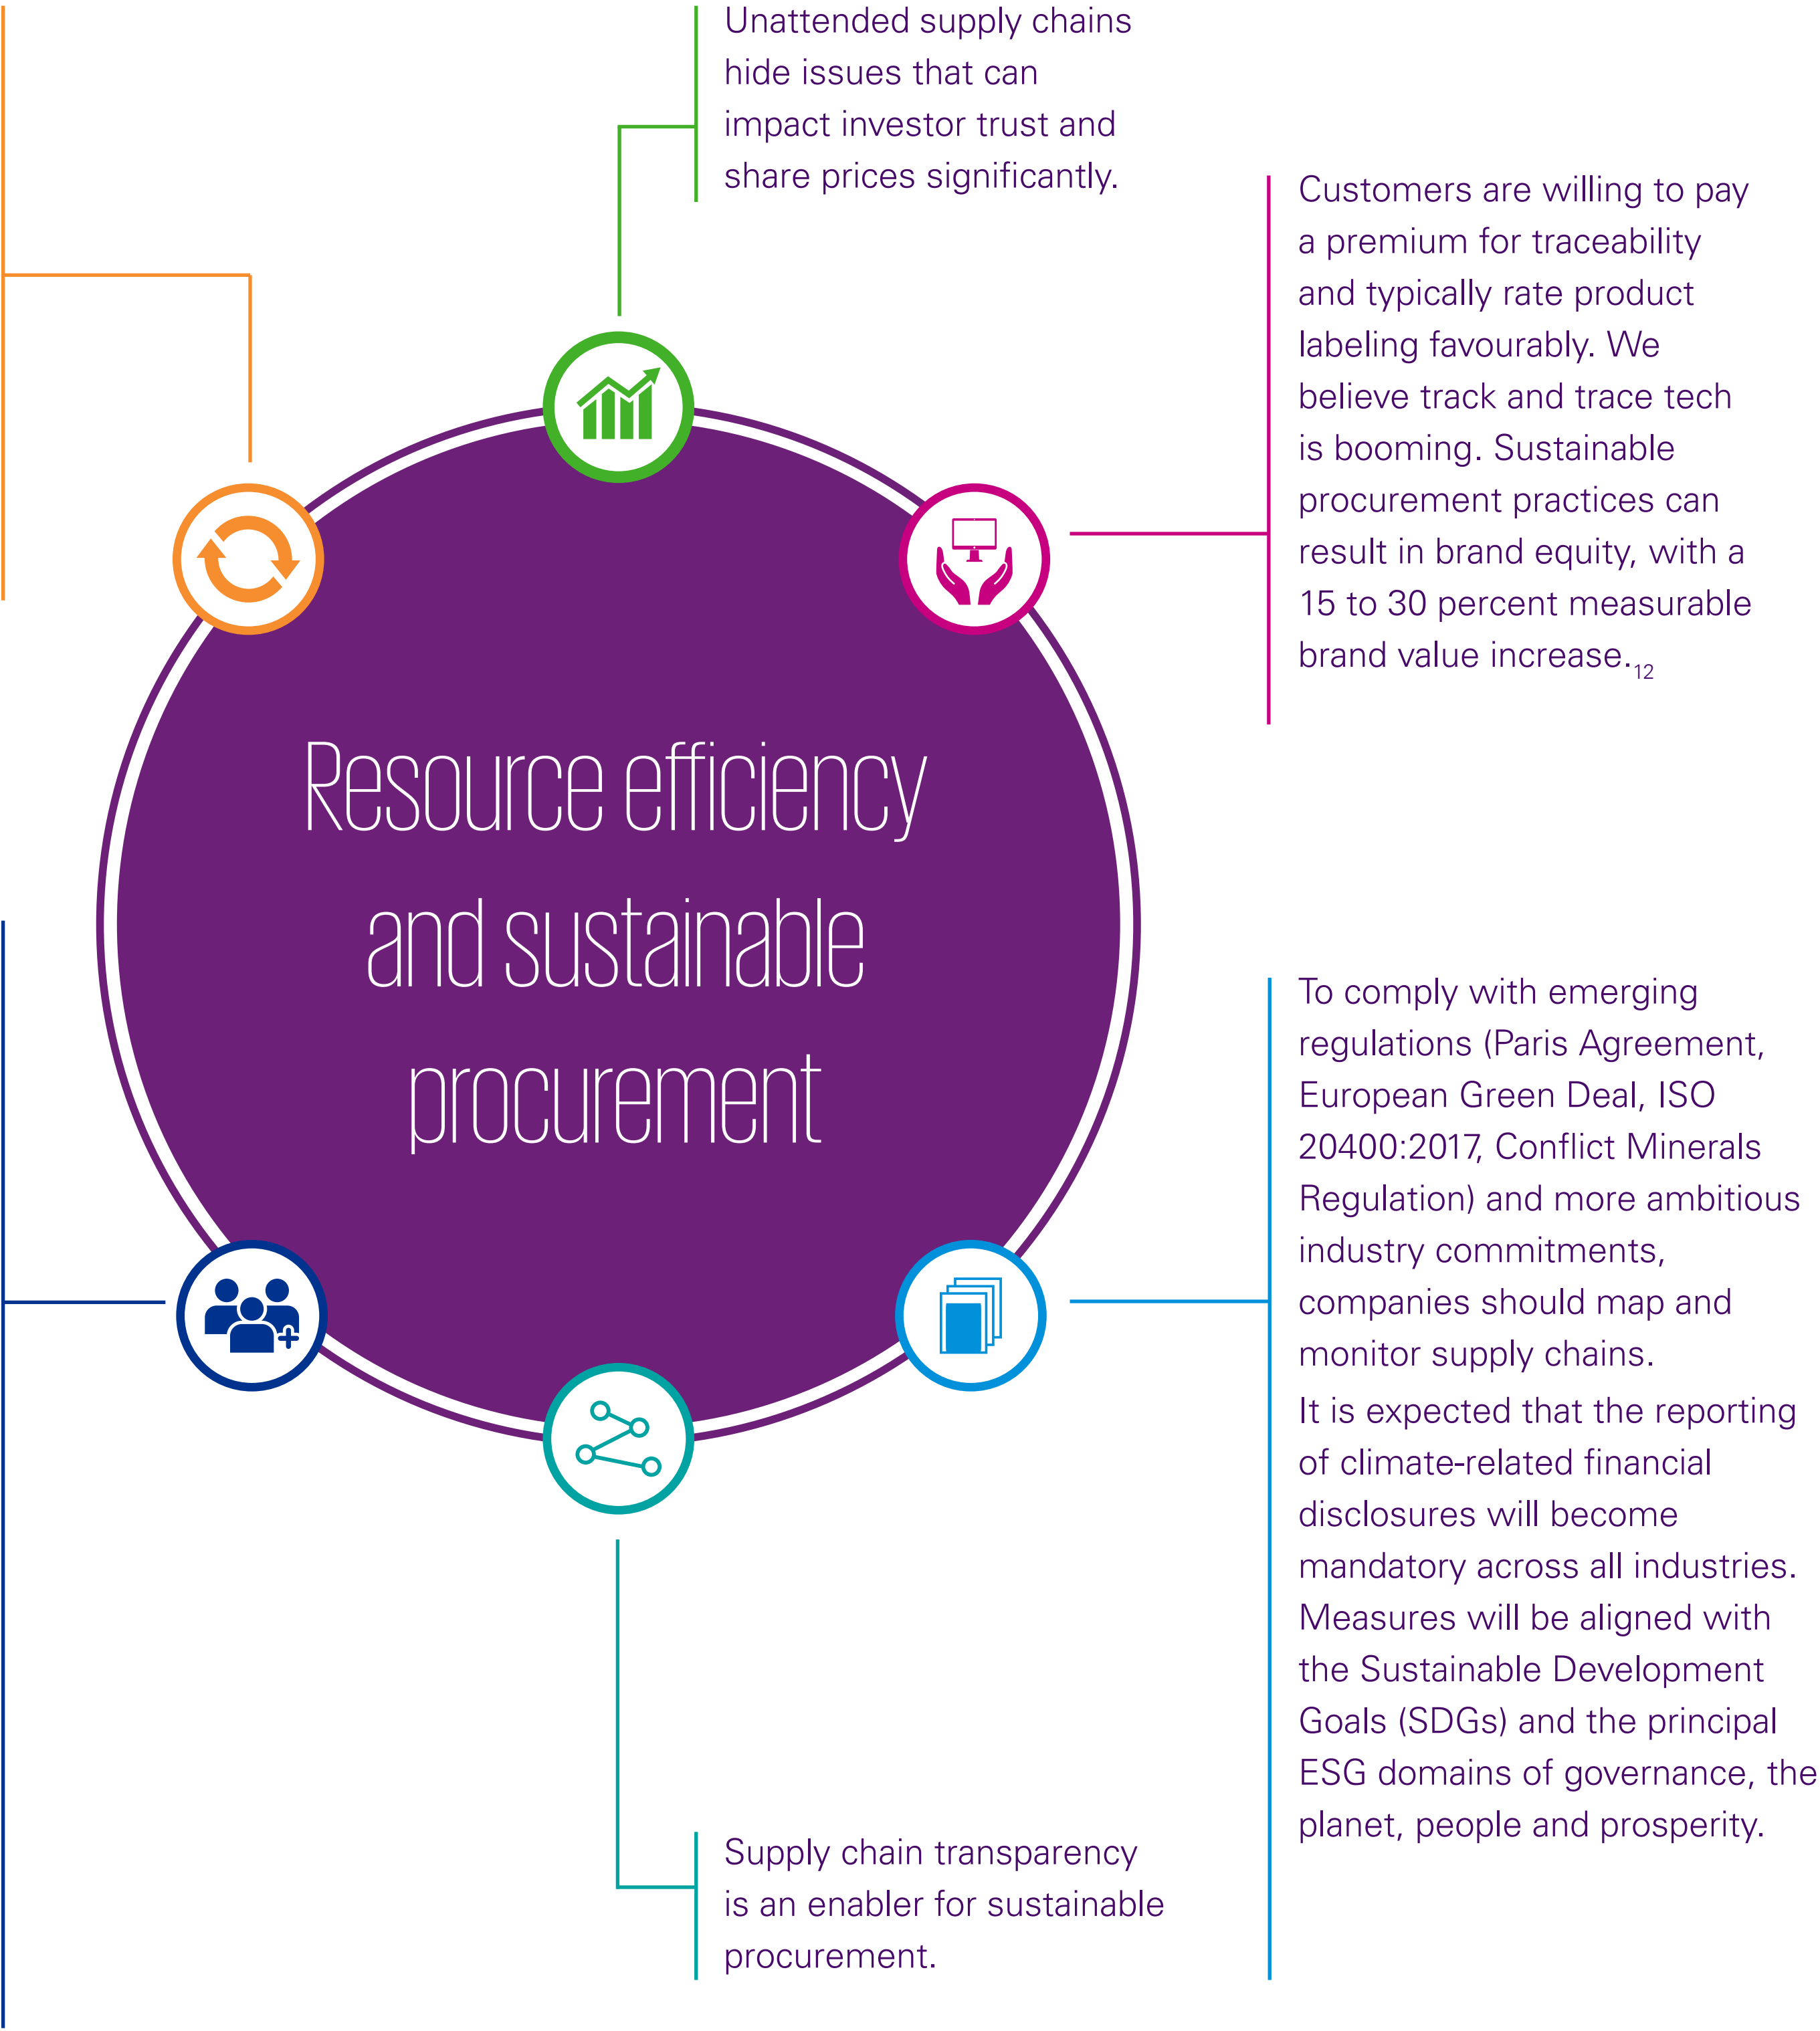 Unattended supply chains
hide issues that can
impact investor trust and
share prices significantly.
Customers are willing to pay
a premium for traceability
and typically rate product
labeling favourably. We
believe track and trace tech
is booming. Sustainable
procurement practices can
result in brand equity, with a
15 to 30 percent measurable
brand value increase.12
Resource efficiency
and sustainable
procurement
To comply with emerging
regulations (Paris Agreement,
European Green Deal, ISO
20400:2017, Conflict Minerals
Regulation) and more ambitious
industry commitments,
companies should map and
monitor supply chains.
It is expected that the reporting
of climate-related financial
disclosures will become
mandatory across all industries.
Measures will be aligned with
the Sustainable Development
Goals (SDGs) and the principal
ESG domains of governance, the
planet, people and prosperity.
Supply chain transparency
is an enabler for sustainable
procurement.